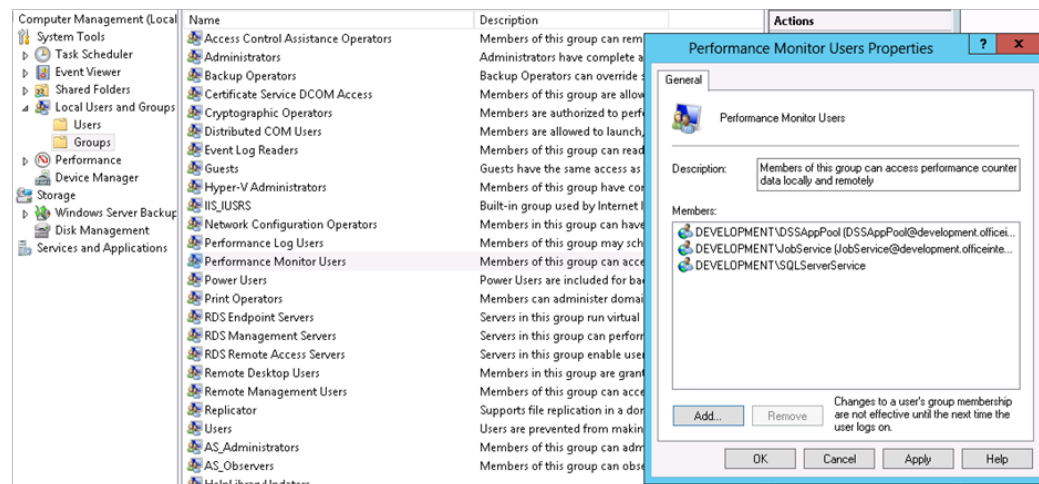 Computer Management (Local
System Tools
Task Scheduler
Event Viewer
Shared Folders
Local Users and Groups
Users
Groups
Performance
Device Manager
Storage
Windows Server Backup
Disk Management
Services and Applications
Name Description
Access Control Assistance Operators Members of this group can rem
Administrators Administrators have complete a
Backup Operators Backup Operators can override s
Certificate Service DCOM Access Members of this group are allow
Cryptographic Operators Members are authorized to perf
Distributed COM Users Members are allowed to launch,
Event Log Readers Members of this group can read
Guests Guests have the same access as
Hyper-V Administrators Members of this group have con
IIS_IUSRS Built-in group used by Internet I
Network Configuration Operators Members in this group can have
Performance Log Users Members of this group may sch
Performance Monitor Users Members of this group can acce
Power Users Power Users are included for bac
Print Operators Members can administer domai
RDS Endpoint Servers Servers in this group run virtual
RDS Management Servers Servers in this group can perforr
RDS Remote Access Servers Servers in this group enable use
Remote Desktop Users Members in this group are grant
Remote Management Users Members of this group can acce
Replicator Supports file replication in a dor
Users Users are prevented from makin
AS_Administrators Members of this group can adm
AS_Observers Members of this group can obse
HelpLibraryUpdaters
Actions
Performance Monitor Users Properties ? x
General
Performance Monitor Users
Description: Members of this group can access performance counter
data locally and remotely
Members:
DEVELOPMENT\DSSAppPool (DSSAppPool@development.officei...
DEVELOPMENT\JobService (JobService@development.officeinte...
DEVELOPMENT\SQLServerService
Add... Remove
Changes to a user's group membership
are not effective until the next time the
user logs on.
OK Cancel Apply Help